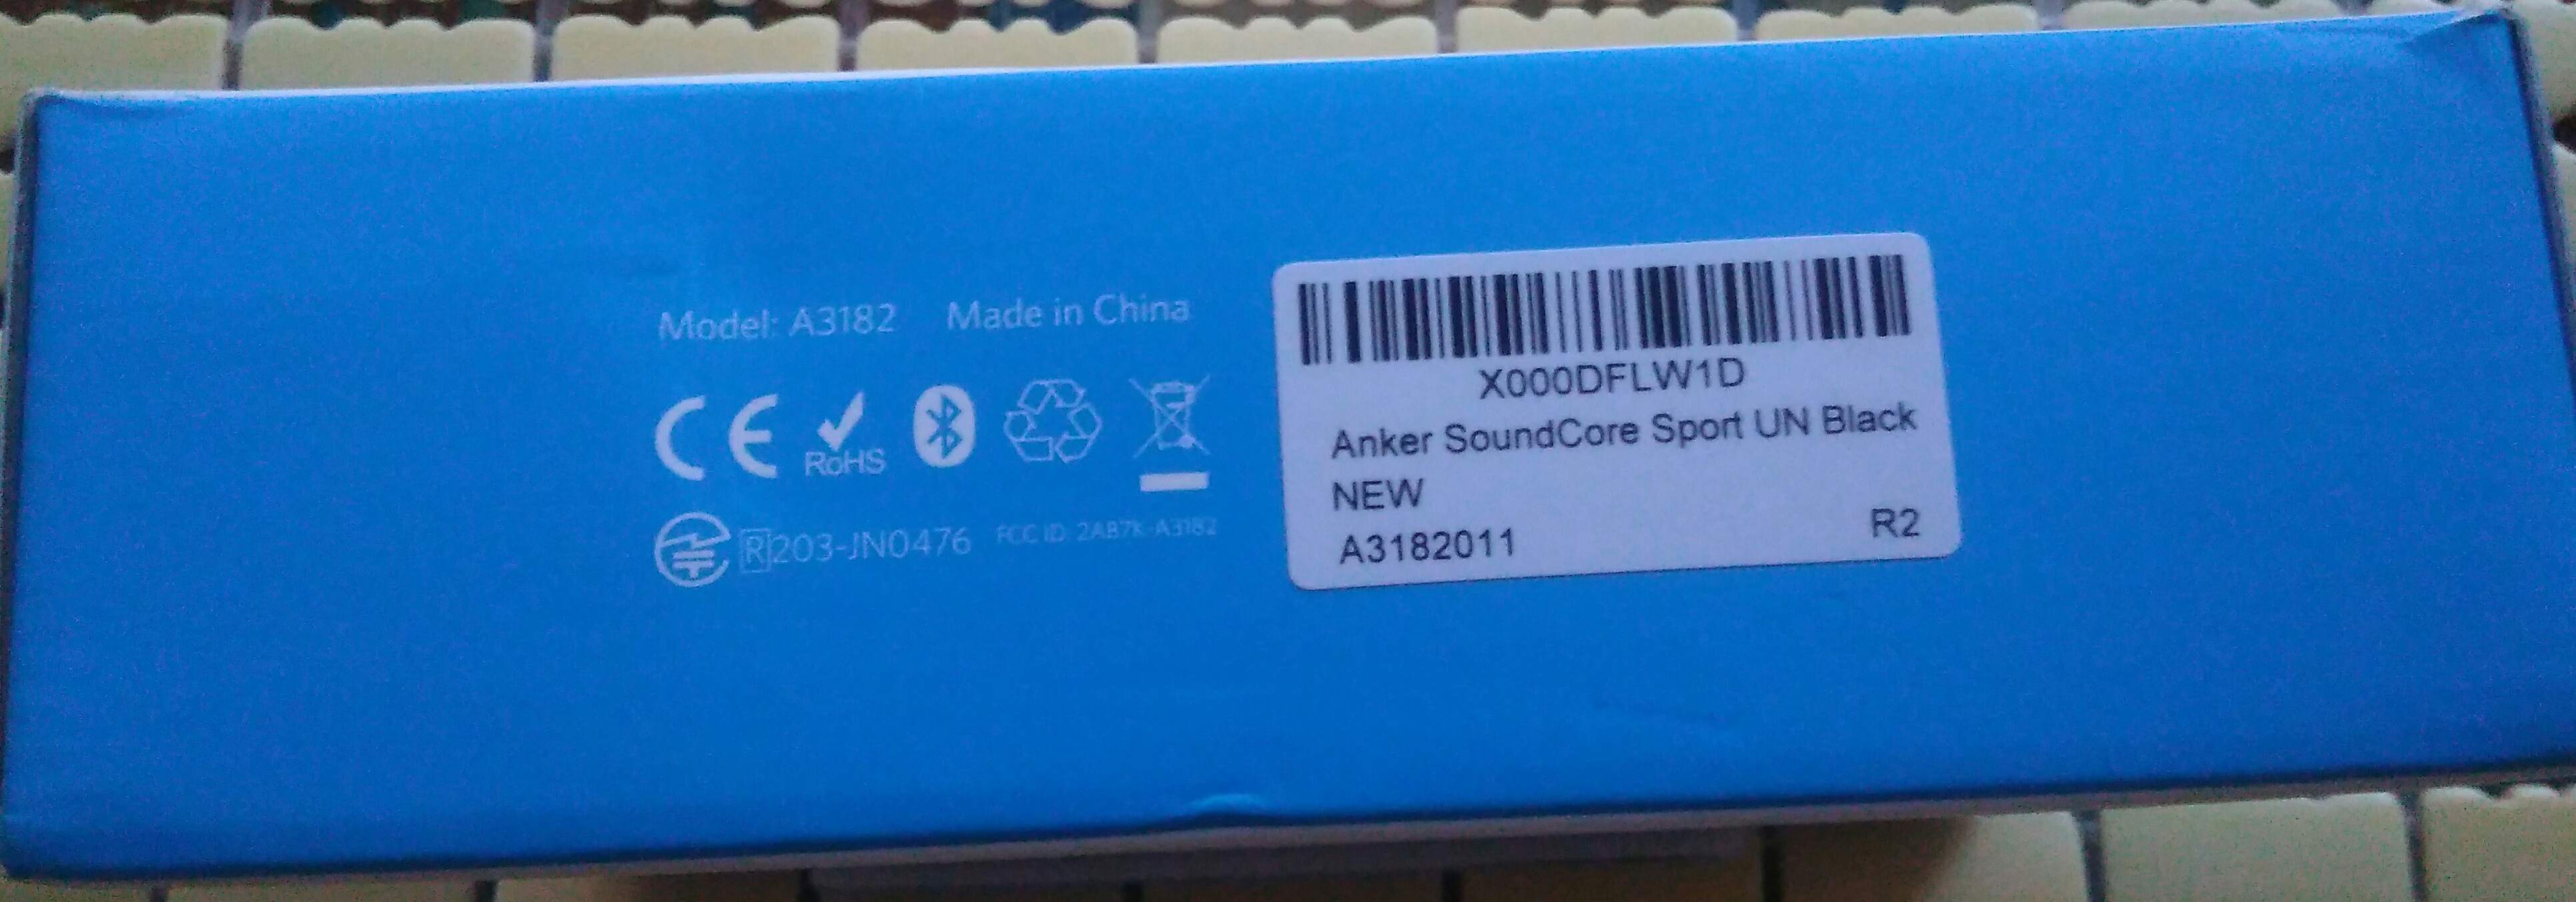 Model: A3182 Made in China
CE RoHS
R 203-JN0476 FCC ID: 2AB7K-A3182
X000DFLW1D
Anker SoundCore Sport UN Black
NEW
A3182011 R2